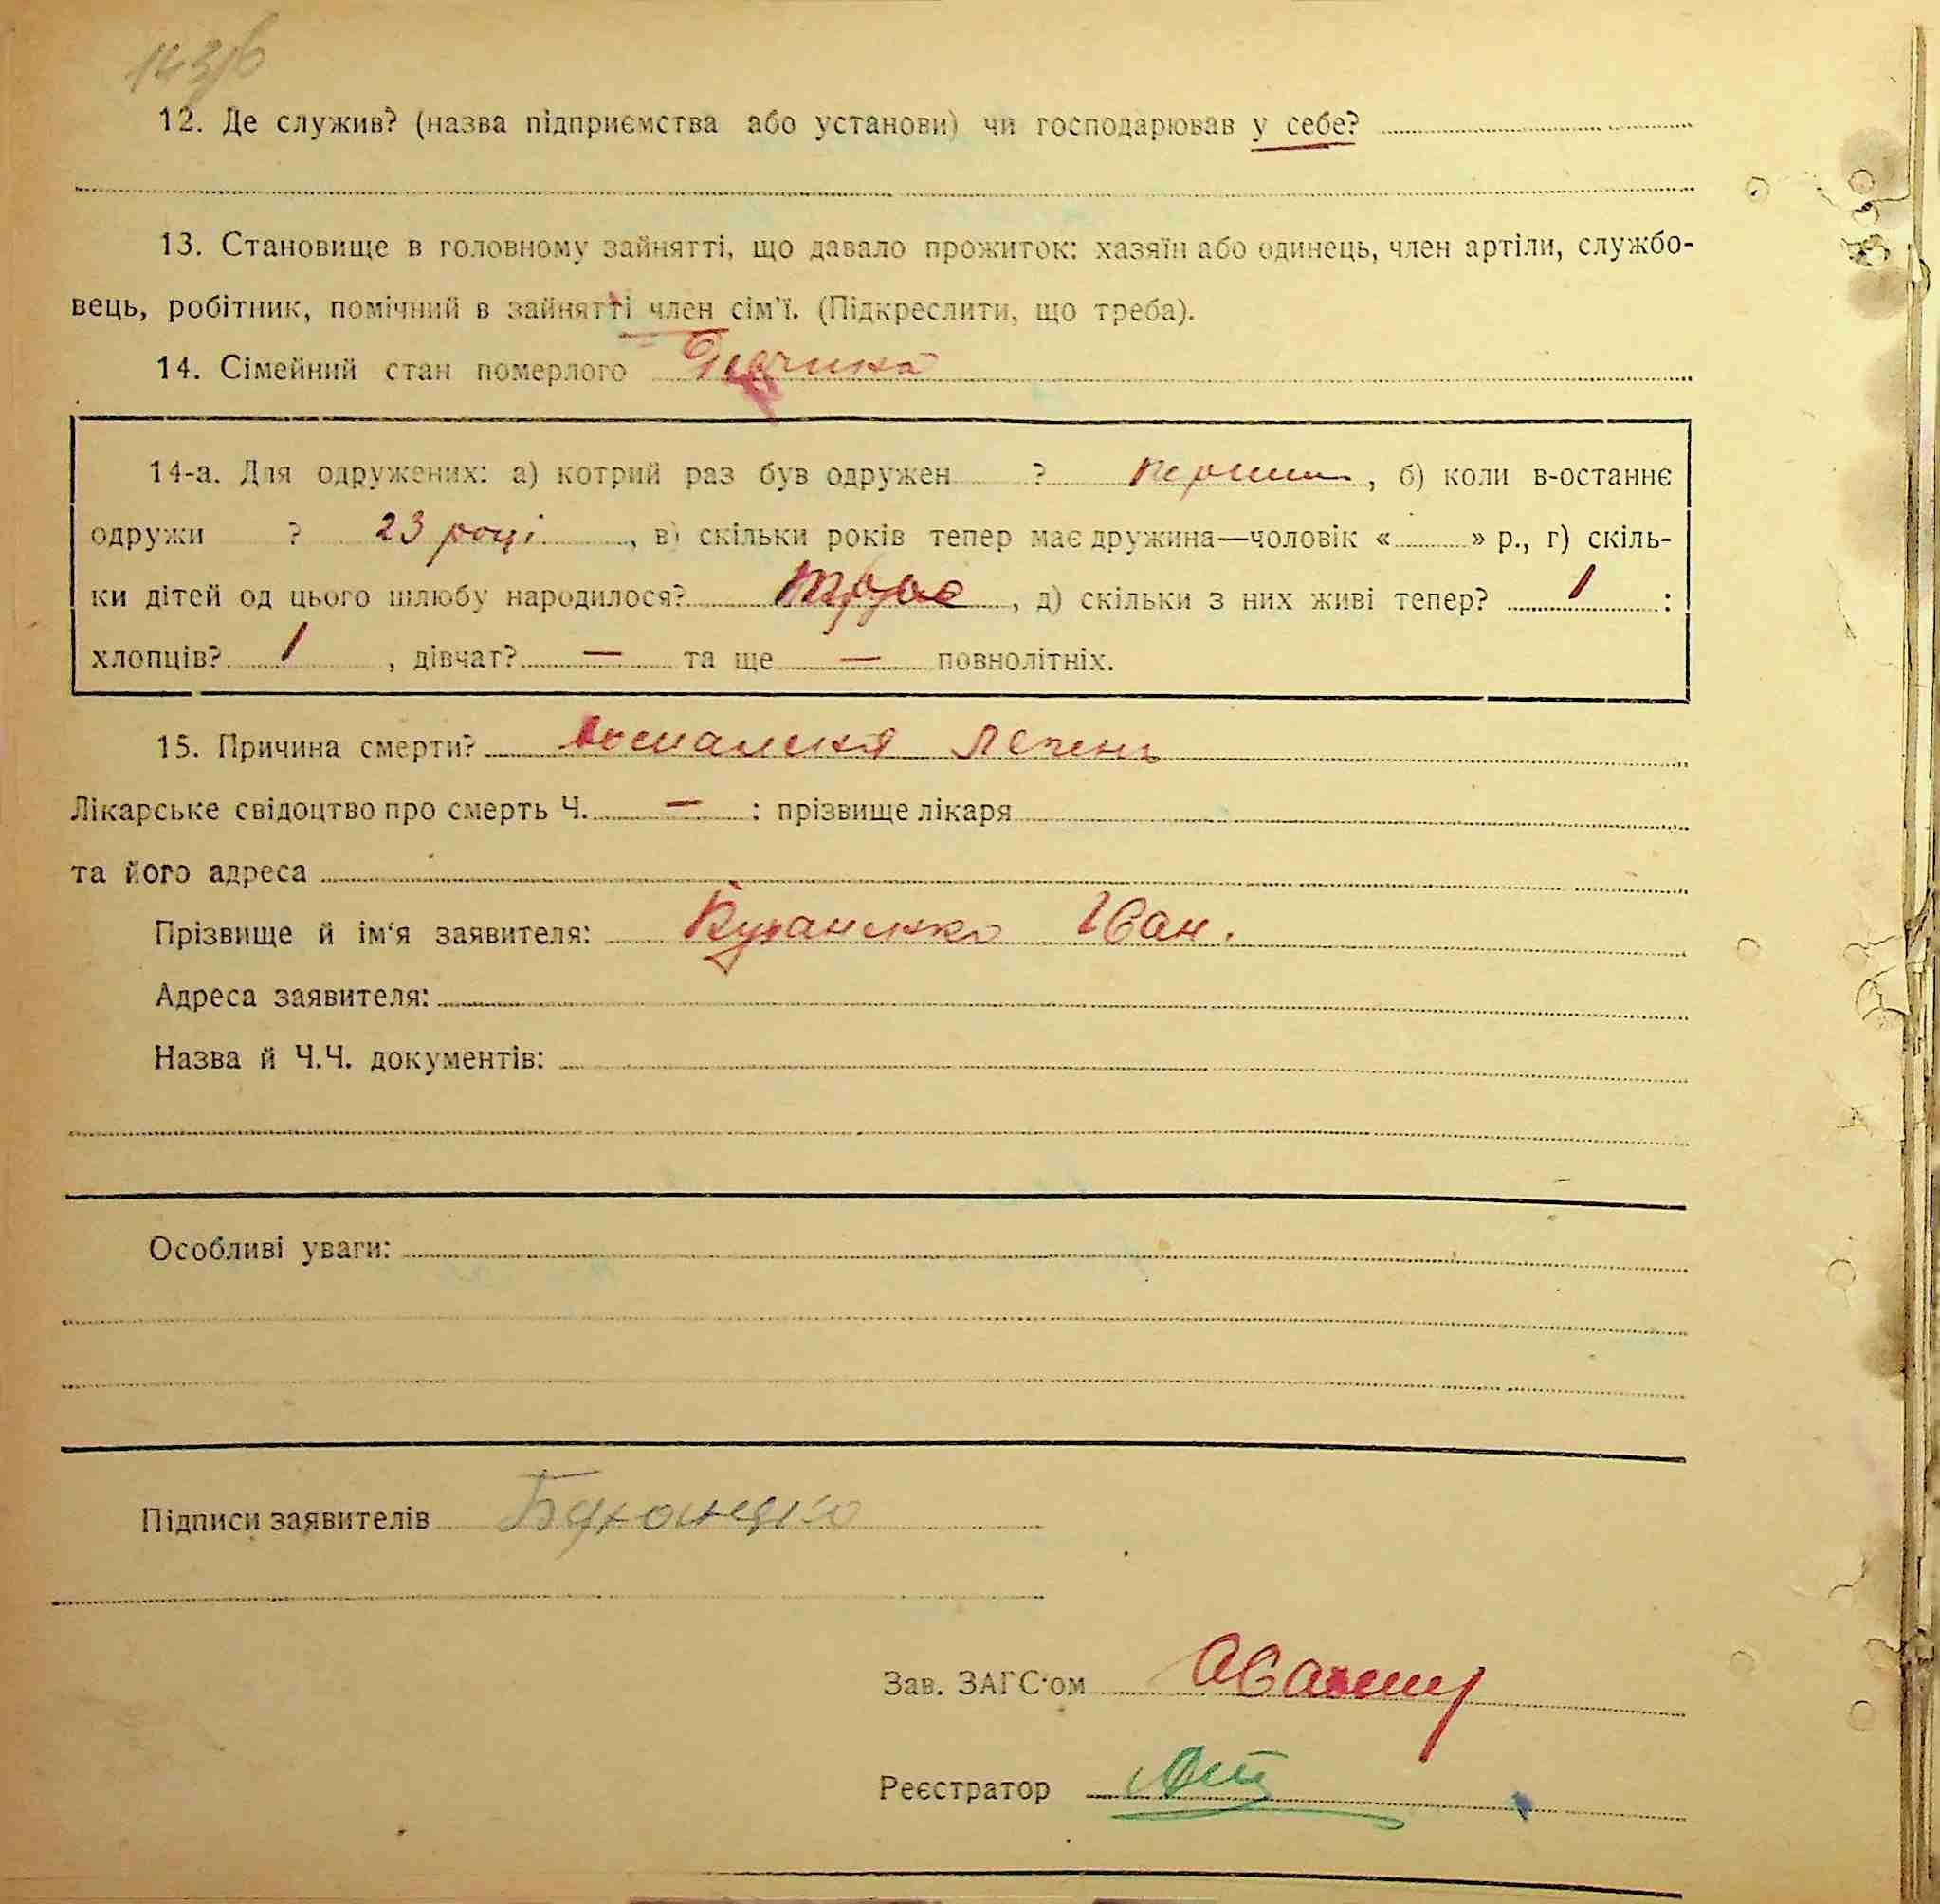 12. Де служив? (назва підприємства або установи) чи господарював у себе?
13. Становище в головному зайнятті, що давало прожиток: хазяїн або одинець, член артіли, службо-
вець, робітник, помічний в зайнятті член сім'ї. (Підкреслити, що треба).
14. Сімейний стан померлого
14-а. Для одружених: а) котрий раз був одружен ? , б) коли в-останнє
одружи ? 23 році , в) скільки років тепер має дружина—чоловік « » р., г) скіль-
ки дітей од цього шлюбу народилося? троє , д) скільки з них живі тепер? 1 :
хлопців? 1 , дівчат? — та ще — повнолітніх.
15. Причина смерти?
Лікарське свідоцтво про смерть Ч. — : прізвище лікаря
та його адреса
Прізвище й ім'я заявителя: Іван.
Адреса заявителя:
Назва й Ч.Ч. документів:
Особливі уваги:
Підписи заявителів
Зав. ЗАГС'ом
Реєстратор